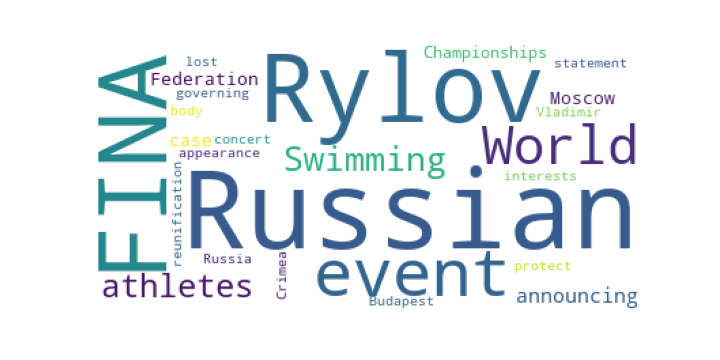 lost
Championships
Federation
statement
governing
Rylov
body
Moscow
Vladimir
FINA
case
concert
World
appearance
Swimming
interests
reunification
Russian
Russia
Crimea
event
protect
athletes
Budapest
announcing